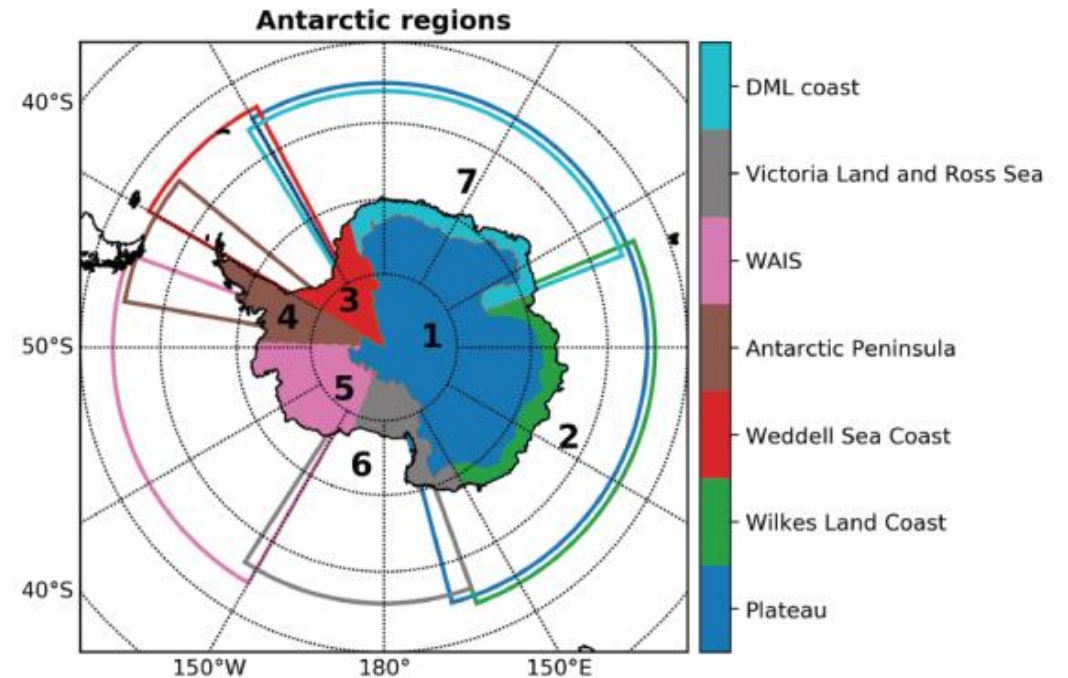 Antarctic regions
40°S
50°S
40°S
150°W
180°
150°E
1
2
3
4
5
6
7
DML coast
Victoria Land and Ross Sea
WAIS
Antarctic Peninsula
Weddell Sea Coast
Wilkes Land Coast
Plateau